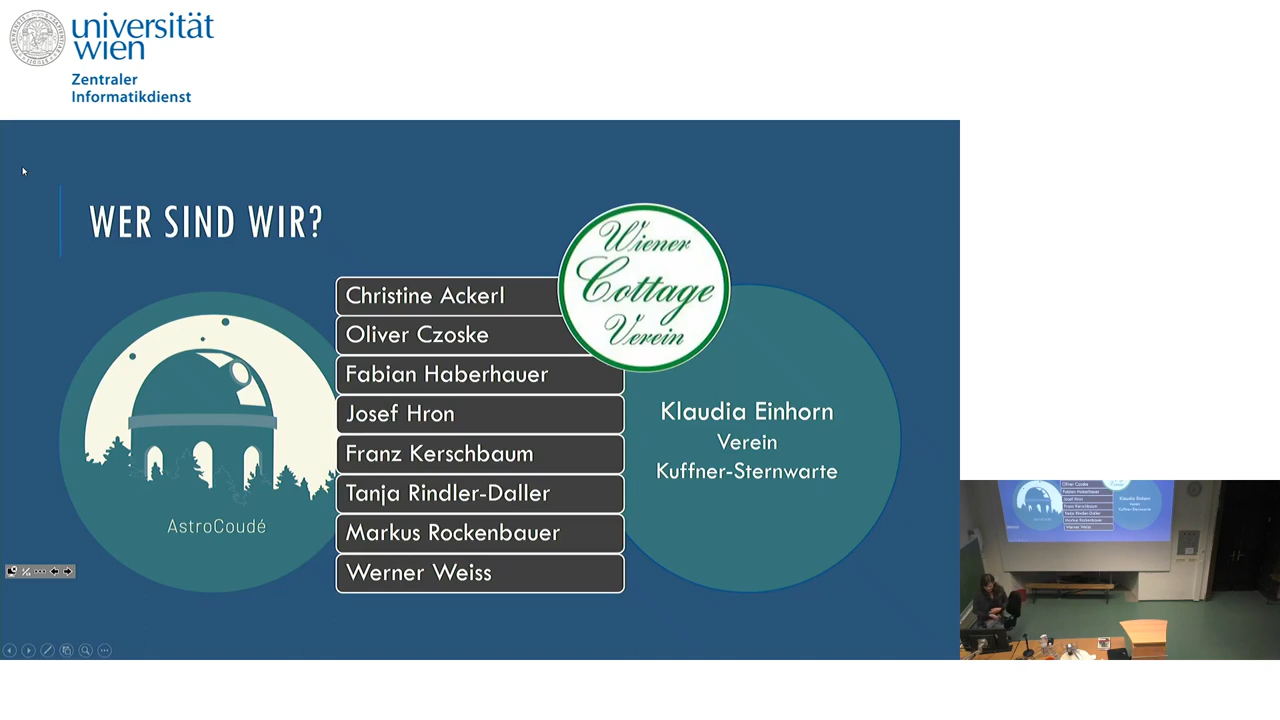 universität
wien
Zentraler
Informatikdienst
WER SIND WIR?
Wiener
Cottage
Verein
Christine Ackerl
Oliver Czoske
Fabian Haberhauer
Josef Hron
Franz Kerschbaum
Tanja Rindler-Daller
Markus Rockenbauer
Werner Weiss
AstroCoudé
Klaudia Einhorn
Verein
Kuffner-Sternwarte